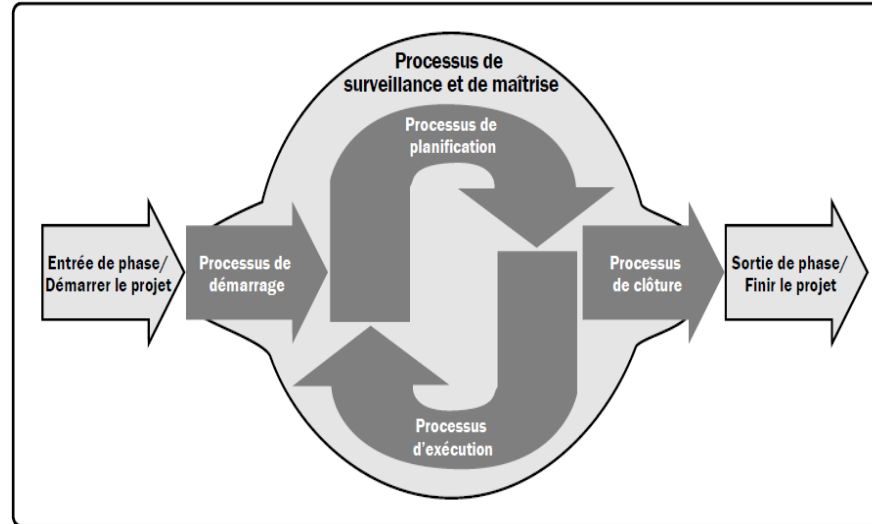 Processus de
surveillance et de maîtrise
Processus de
planification
Entrée de phase/
Démarrer le projet
Processus de
démarrage
Processus
de clôture
Sortie de phase/
Finir le projet
Processus
d'exécution